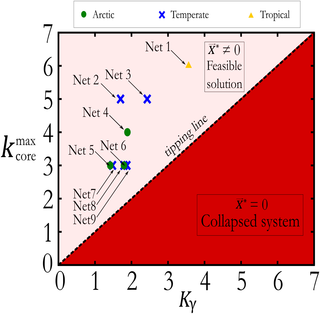 Arctic Temperate Tropical
7
6
5
4
3
2
1
0
k_core^max
Net 1
Net 2
Net 3
Net 4
Net 5
Net 6
Net7
Net8
Net9
X* ≠ 0
Feasible
solution
tipping line
X* = 0
Collapsed system
0 1 2 3 4 5 6 7
Kγ